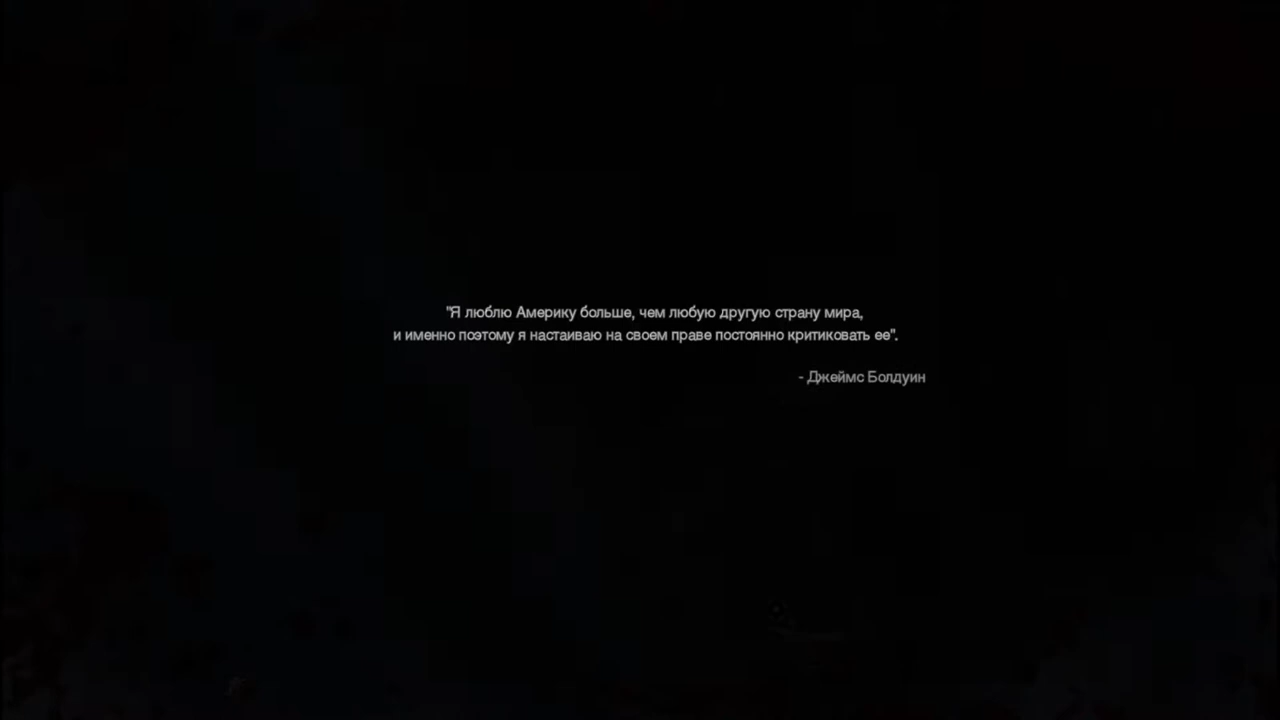 "Я люблю Америку больше, чем любую другую страну мира,
и именно поэтому я настаиваю на своем праве постоянно критиковать ее".
- Джеймс Болдуин